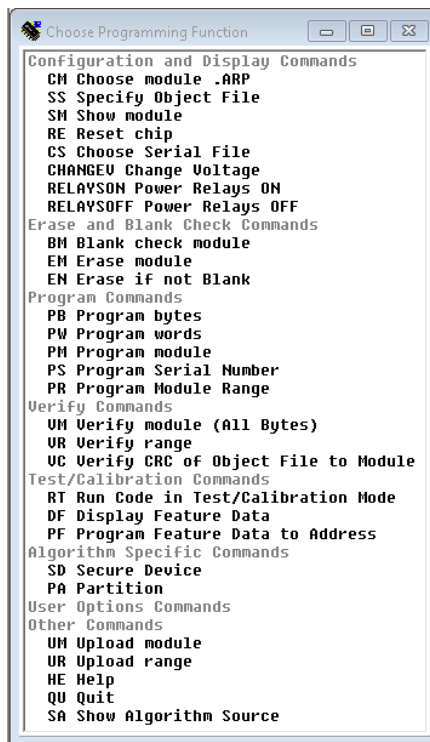 Choose Programming Function
Configuration and Display Commands
CM Choose module .ARP
SS Specify Object File
SM Show module
RE Reset chip
CS Choose Serial File
CHANGEV Change Voltage
RELAYSON Power Relays ON
RELAYSOFF Power Relays OFF
Erase and Blank Check Commands
BM Blank check module
EM Erase module
EN Erase if not Blank
Program Commands
PB Program bytes
PW Program words
PM Program module
PS Program Serial Number
PR Program Module Range
Verify Commands
VM Verify module (All Bytes)
VR Verify range
VC Verify CRC of Object File to Module
Test/Calibration Commands
RT Run Code in Test/Calibration Mode
DF Display Feature Data
PF Program Feature Data to Address
Algorithm Specific Commands
SD Secure Device
PA Partition
User Options Commands
Other Commands
UM Upload module
UR Upload range
HE Help
QU Quit
SA Show Algorithm Source